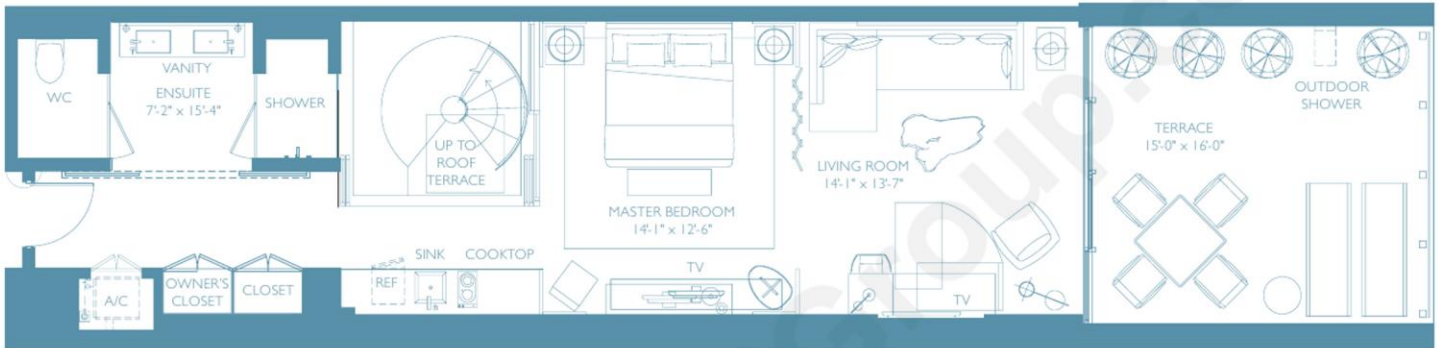 WC
VANITY
ENSUITE
7'-2" x 15'-4"
SHOWER
UP TO
ROOF
TERRACE
MASTER BEDROOM
14'-1" x 12'-6"
LIVING ROOM
14'-1" x 13'-7"
OUTDOOR
SHOWER
TERRACE
15'-0" x 16'-0"
A/C
OWNER'S
CLOSET
CLOSET
REF
SINK
COOKTOP
TV
TV
Group.c